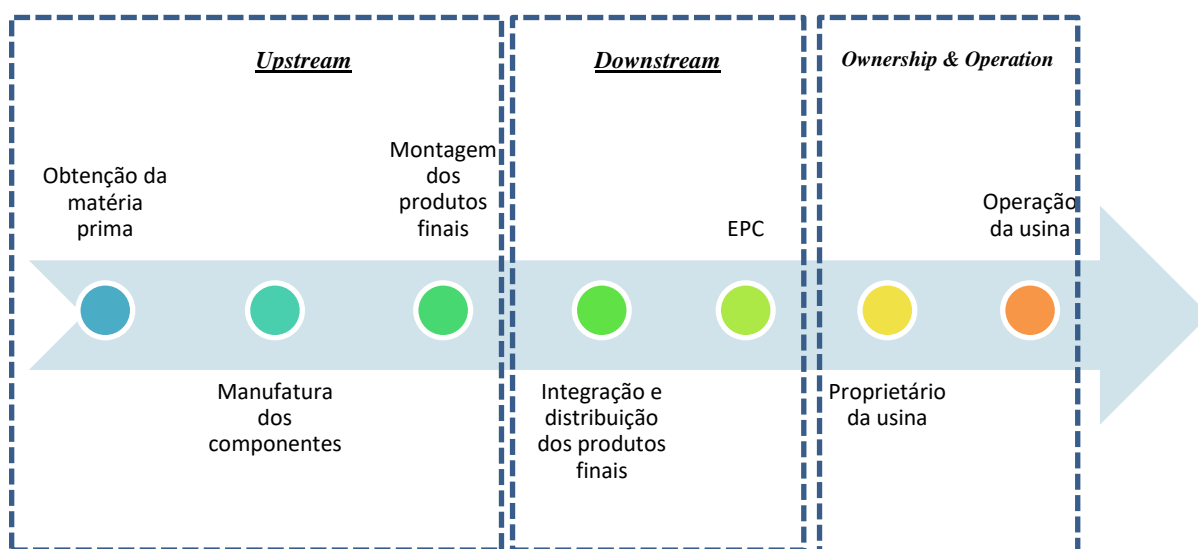 Upstream
Downstream
Ownership & Operation
Obtenção da
matéria
prima
Manufatura
dos
componentes
Montagem
dos
produtos
finais
Integração e
distribuição
dos produtos
finais
EPC
Proprietário
da usina
Operação
da usina